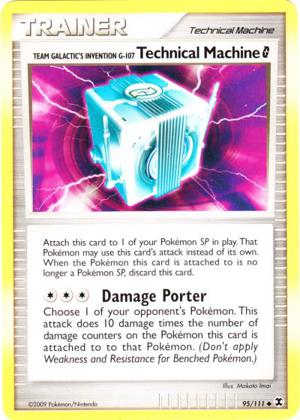 TRAINER
Technical Machine
TEAM GALACTIC'S INVENTION G-107 Technical Machine G
Attach this card to 1 of your Pokémon SP in play. That
Pokémon may use this card's attack instead of its own.
When the Pokémon this card is attached to is no
longer a Pokémon SP, discard this card.
Damage Porter
Choose 1 of your opponent's Pokémon. This
attack does 10 damage times the number of
damage counters on the Pokémon this card is
attached to to that Pokémon. (Don't apply
Weakness and Resistance for Benched Pokémon.)
Illus. Makoto Imai
©2009 Pokémon/Nintendo
95/111